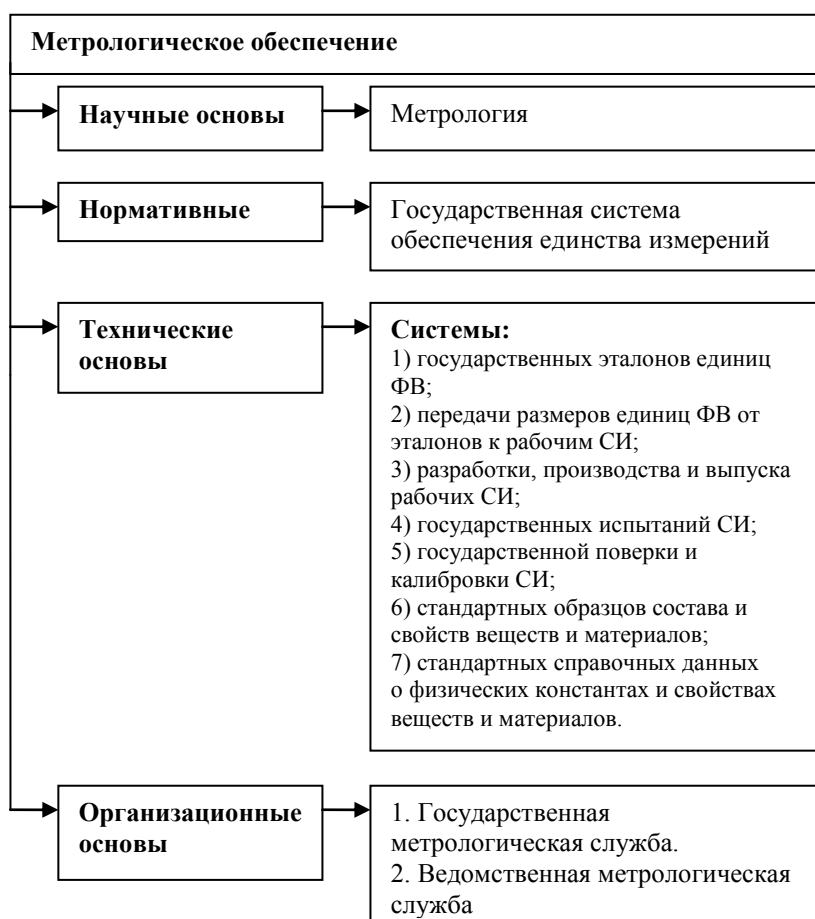 Метрологическое обеспечение
Научные основы
Метрология
Нормативные
Государственная система
обеспечения единства измерений
Технические
основы
Системы:
1) государственных эталонов единиц
ФВ;
2) передачи размеров единиц ФВ от
эталонов к рабочим СИ;
3) разработки, производства и выпуска
рабочих СИ;
4) государственных испытаний СИ;
5) государственной поверки и
калибровки СИ;
6) стандартных образцов состава и
свойств веществ и материалов;
7) стандартных справочных данных
о физических константах и свойствах
веществ и материалов.
Организационные
основы
1. Государственная
метрологическая служба.
2. Ведомственная метрологическая
служба